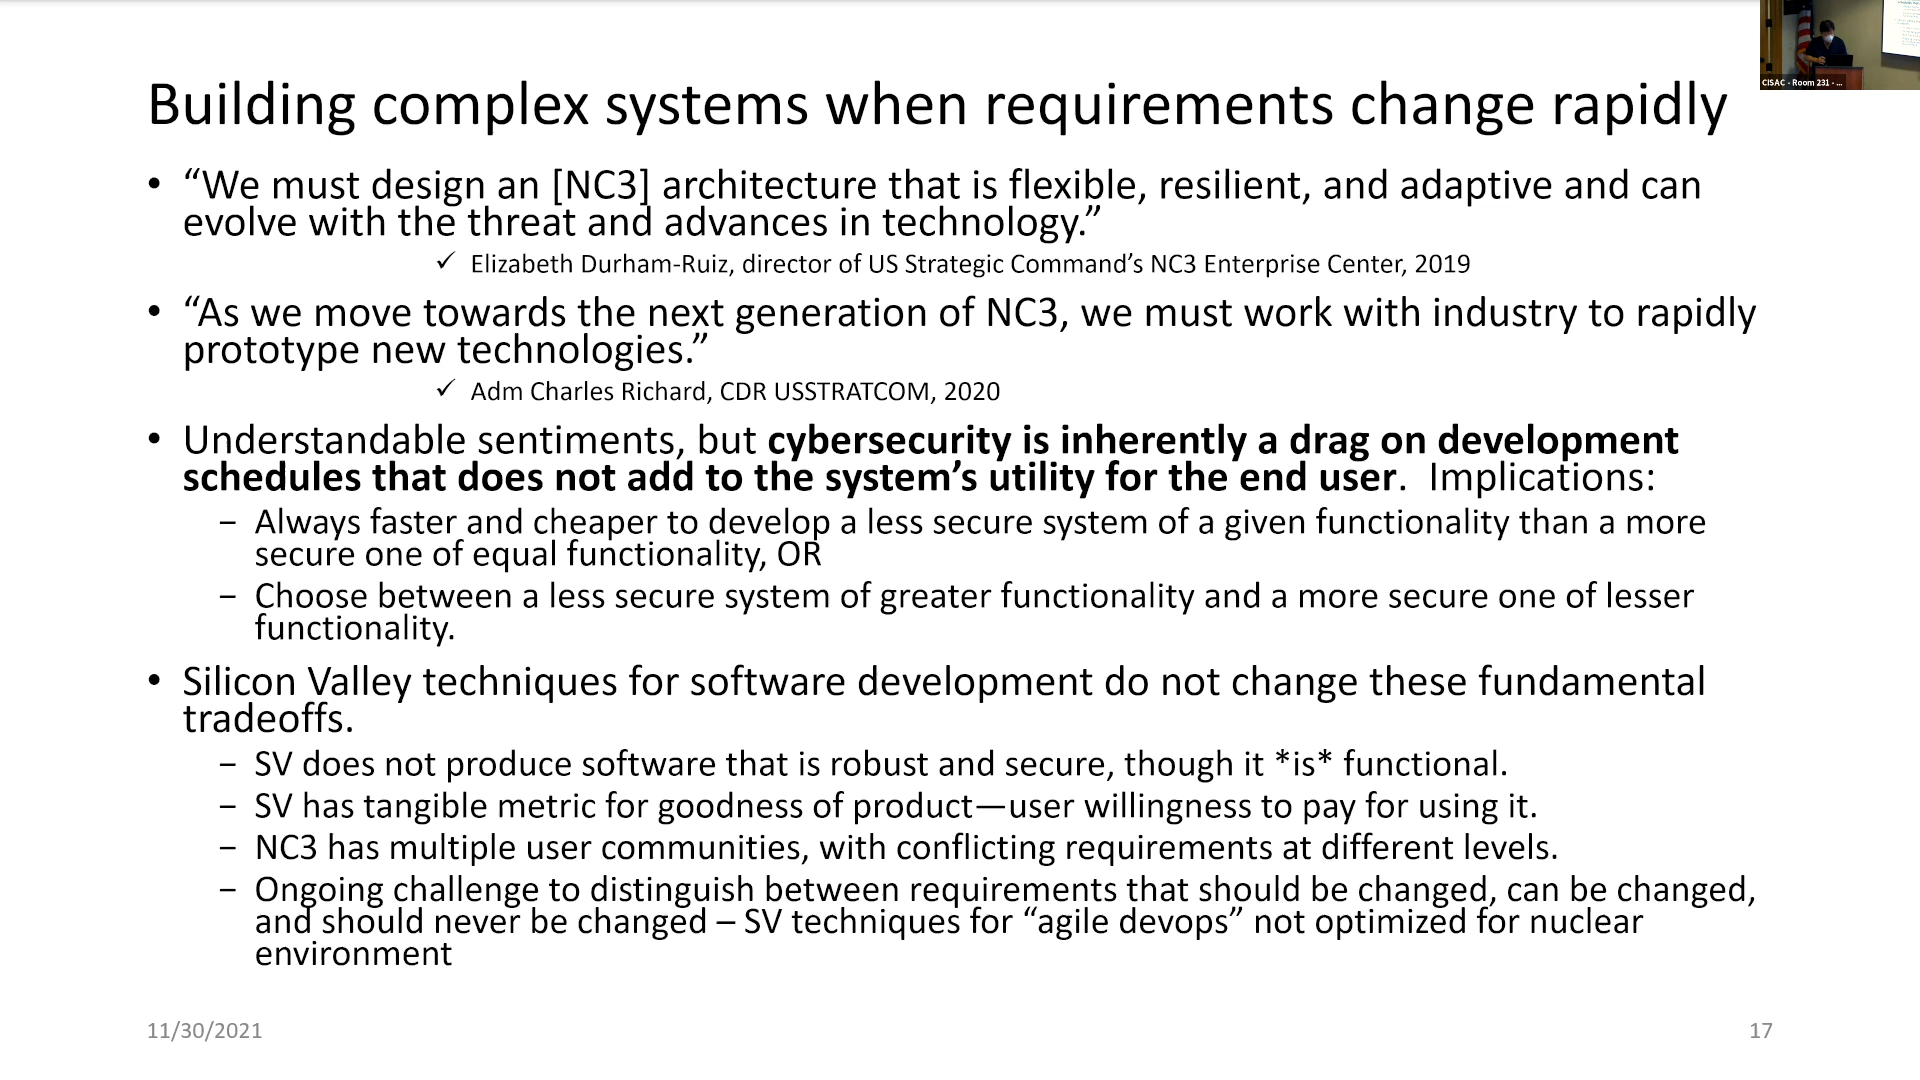 Building complex systems when requirements change rapidly
• “We must design an [NC3] architecture that is flexible, resilient, and adaptive and can
evolve with the threat and advances in technology.”
✓ Elizabeth Durham-Ruiz, director of US Strategic Command’s NC3 Enterprise Center, 2019
• “As we move towards the next generation of NC3, we must work with industry to rapidly
prototype new technologies.”
✓ Adm Charles Richard, CDR USSTRATCOM, 2020
• Understandable sentiments, but cybersecurity is inherently a drag on development
schedules that does not add to the system’s utility for the end user.  Implications:
– Always faster and cheaper to develop a less secure system of a given functionality than a more
secure one of equal functionality, OR
– Choose between a less secure system of greater functionality and a more secure one of lesser
functionality.
• Silicon Valley techniques for software development do not change these fundamental
tradeoffs.
– SV does not produce software that is robust and secure, though it *is* functional.
– SV has tangible metric for goodness of product—user willingness to pay for using it.
– NC3 has multiple user communities, with conflicting requirements at different levels.
– Ongoing challenge to distinguish between requirements that should be changed, can be changed,
and should never be changed – SV techniques for “agile devops” not optimized for nuclear
environment
11/30/2021
17
CISAC - Room 231 - ...